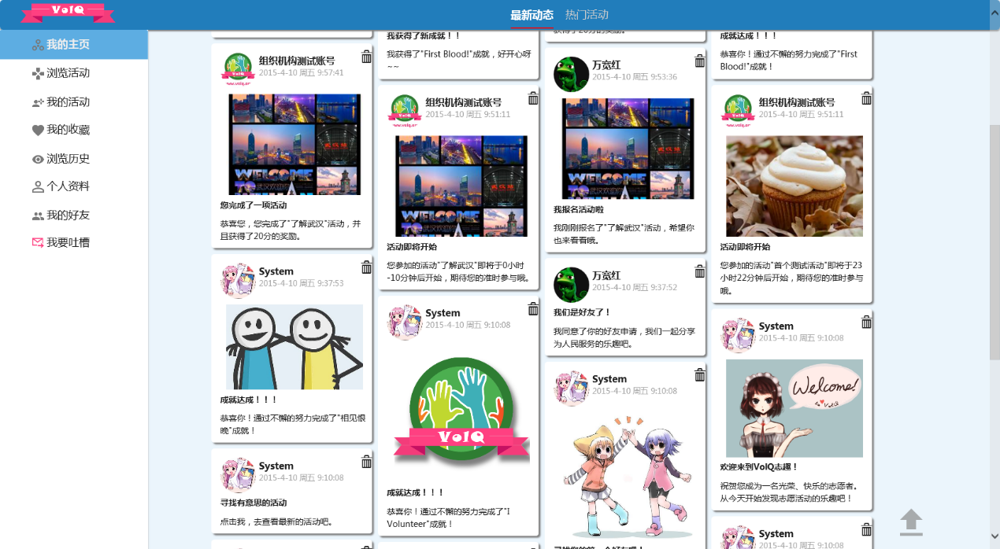 VolQ
最新动态 热门活动
我的主页
浏览活动
我的活动
我的收藏
浏览历史
个人资料
我的好友
我要吐槽
组织机构测试账号
2015-4-10 周五 9:57:41
WELCOME
您完成了一项活动
恭喜您，您完成了"了解武汉"活动，并
且获得了20分的奖励。
System
2015-4-10 周五 9:37:53
成就达成！！！
恭喜你！通过不懈的努力完成了"相见恨
晚"成就！
System
2015-4-10 周五 9:10:08
寻找有意思的活动
点击我，去查看最新的活动吧。
我获得了新成就！！
我获得了"First Blood!"成就，好开心呀
~~
组织机构测试账号
2015-4-10 周五 9:51:11
WELCOME
活动即将开始
您参加的活动"了解武汉"即将于0小时
-10分钟后开始，期待您的准时参与哦。
System
2015-4-10 周五 9:10:08
VolQ
成就达成！！！
恭喜你！通过不懈的努力完成了"I
Volunteer"成就！
获得了20分的奖励。
万宽红
2015-4-10 周五 9:53:36
WELCOME
我报名活动啦
我刚刚报名了"了解武汉"活动，希望你
也来看看哦。
万宽红
2015-4-10 周五 9:37:52
我们是好友了！
我同意了你的好友申请，我们一起分享
为人民服务的乐趣吧。
System
2015-4-10 周五 9:10:08
成就达成！！！
恭喜你！通过不懈的努力完成了"First
Blood!"成就！
组织机构测试账号
2015-4-10 周五 9:51:11
活动即将开始
您参加的活动"首个测试活动"即将于23
小时22分钟后开始，期待您的准时参与
哦。
System
2015-4-10 周五 9:10:08
Welcome!
欢迎来到VolQ志趣！
祝贺您成为一名光荣、快乐的志愿者。
从今天开始发现志愿活动的乐趣吧！
System
2015-4-10 周五 9:10:08